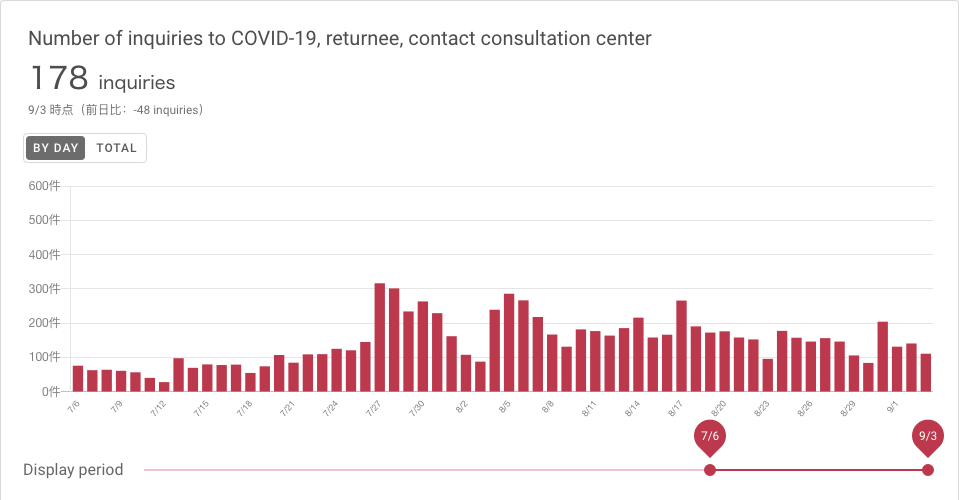 Number of inquiries to COVID-19, returnee, contact consultation center
178 inquiries
9/3 時点（前日比：-48 inquiries）
BY DAY TOTAL
600件
500件
400件
300件
200件
100件
0件
7/6 7/9 7/12 7/15 7/18 7/21 7/24 7/27 7/30 8/2 8/5 8/8 8/11 8/14 8/17 8/20 8/23 8/26 8/29 9/1
7/6 9/3
Display period